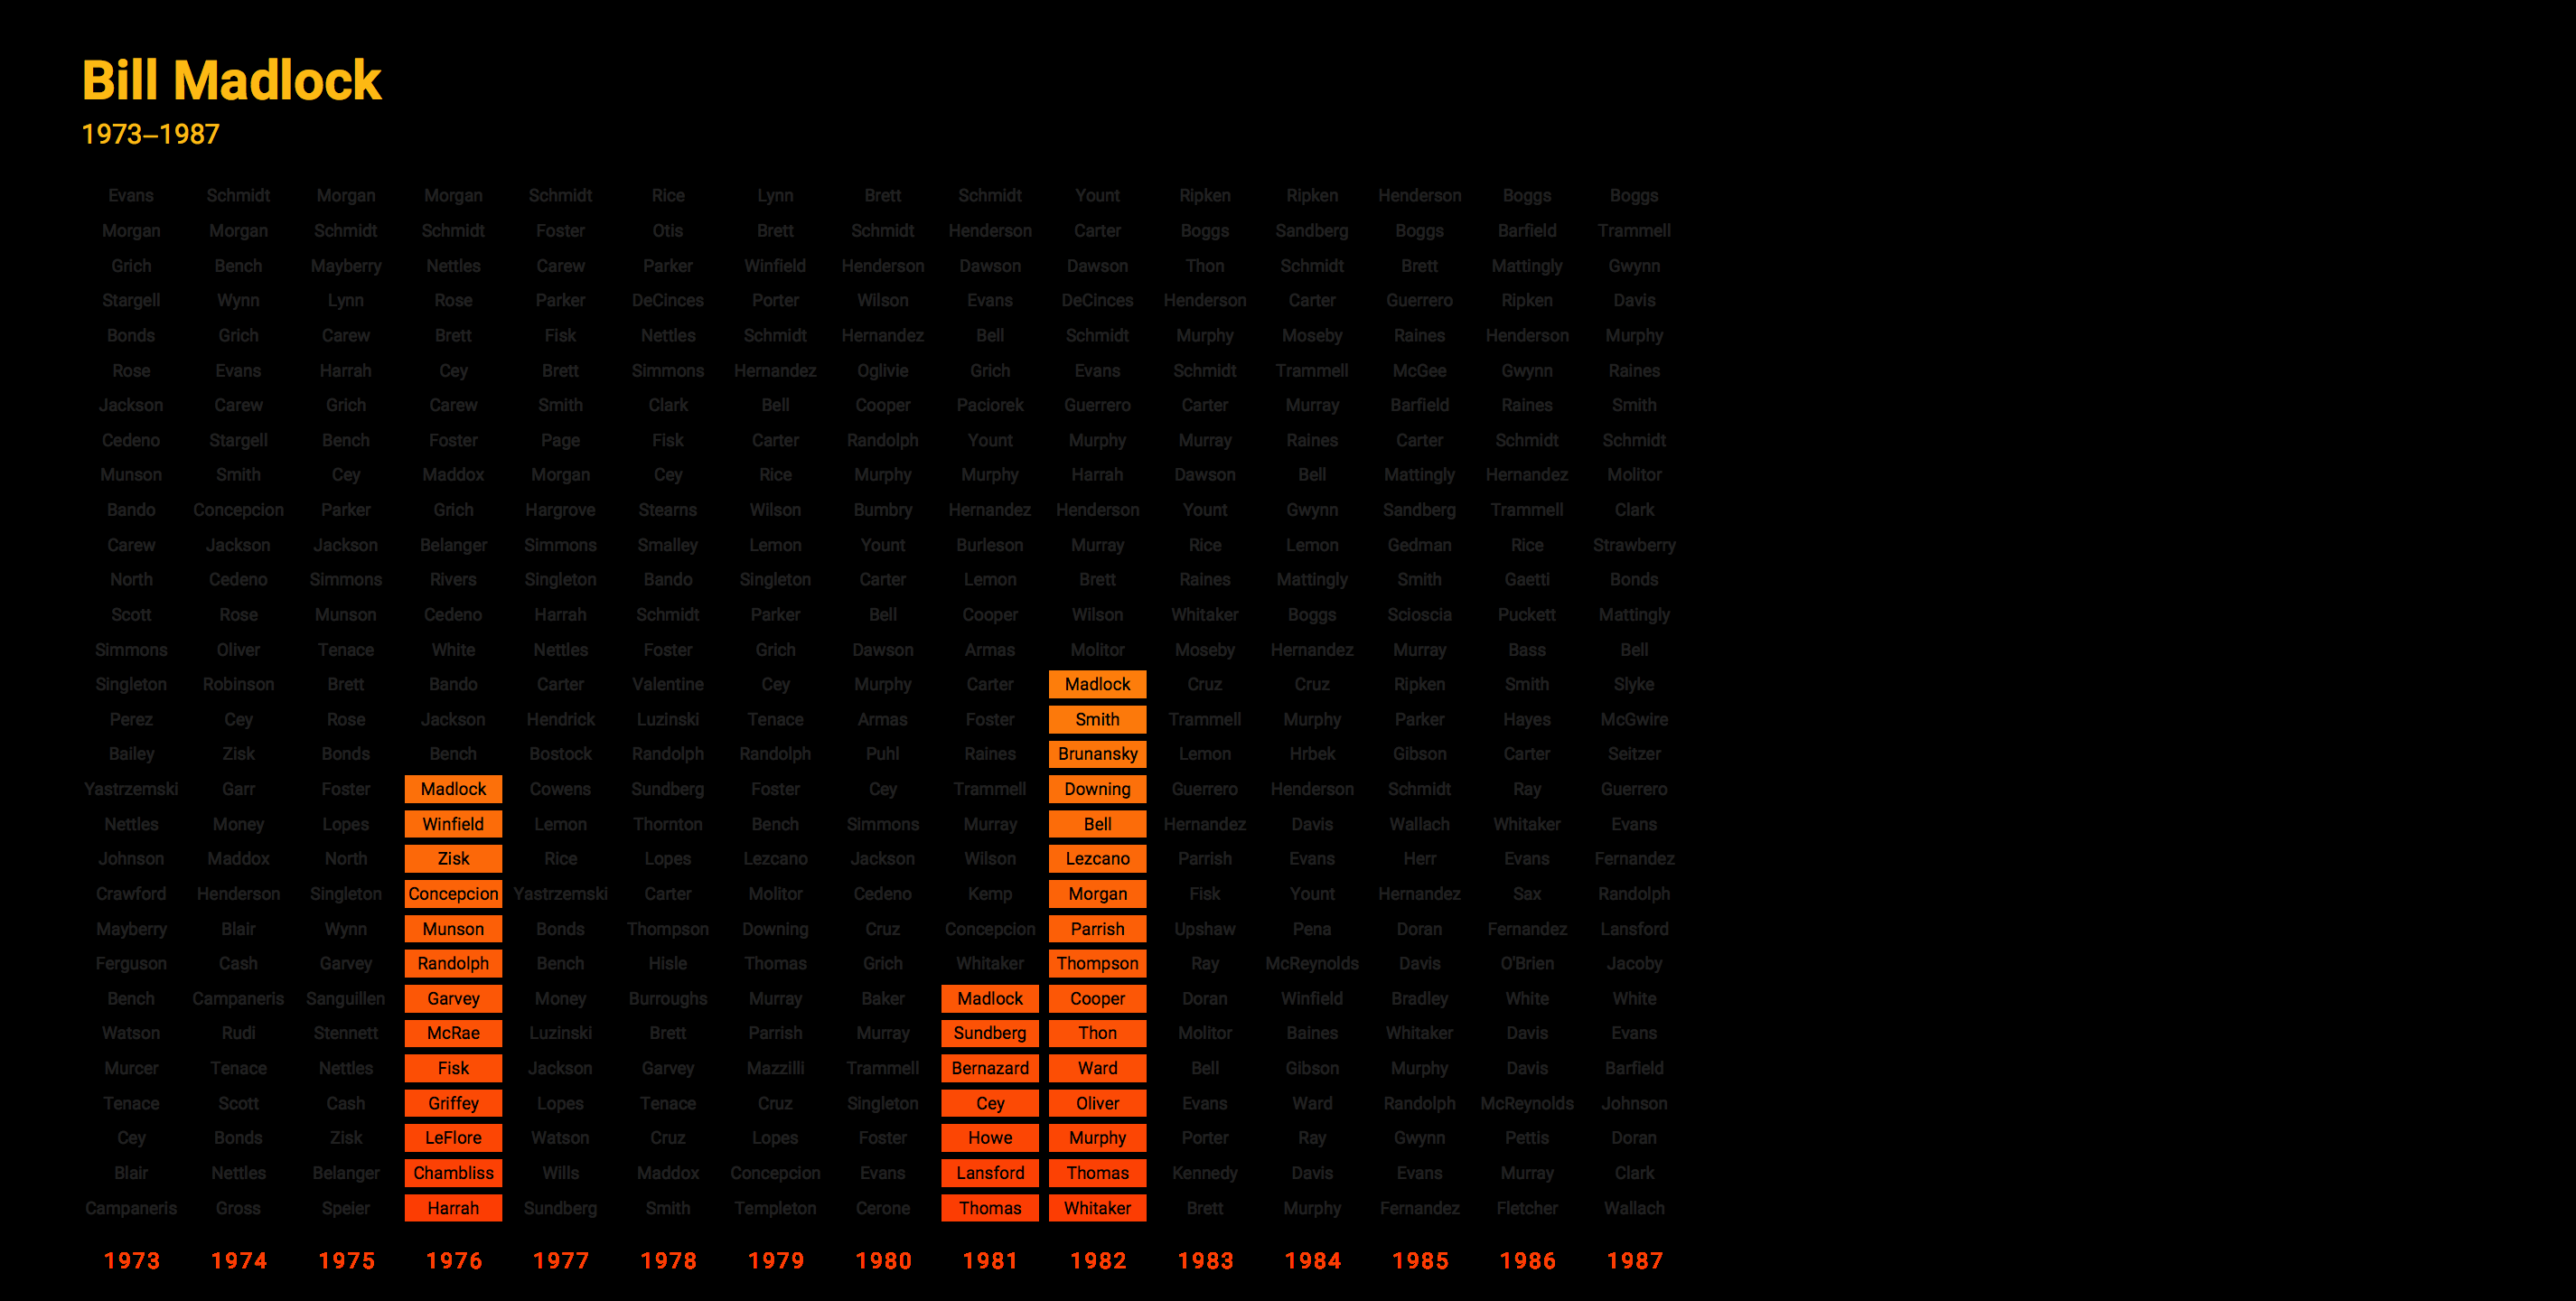 Bill Madlock
1973–1987
Evans Schmidt Morgan Morgan Schmidt Rice Lynn Brett Schmidt Yount Ripken Ripken Henderson Boggs Boggs
Morgan Morgan Schmidt Schmidt Foster Otis Brett Schmidt Henderson Carter Boggs Sandberg Boggs Barfield Trammell
Grich Bench Mayberry Nettles Carew Parker Winfield Henderson Dawson Dawson Thon Schmidt Brett Mattingly Gwynn
Stargell Wynn Lynn Rose Parker DeCinces Porter Wilson Evans DeCinces Henderson Carter Guerrero Ripken Davis
Bonds Grich Carew Brett Fisk Nettles Schmidt Hernandez Bell Schmidt Murphy Moseby Raines Henderson Murphy
Rose Evans Harrah Cey Brett Simmons Hernandez Oglivie Grich Evans Schmidt Trammell McGee Gwynn Raines
Jackson Carew Grich Carew Smith Clark Bell Cooper Paciorek Guerrero Carter Murray Barfield Raines Smith
Cedeno Stargell Bench Foster Page Fisk Carter Randolph Yount Murphy Murray Raines Carter Schmidt Schmidt
Munson Smith Cey Maddox Morgan Cey Rice Murphy Murphy Harrah Dawson Bell Mattingly Hernandez Molitor
Bando Concepcion Parker Grich Hargrove Stearns Wilson Bumbry Hernandez Henderson Yount Gwynn Sandberg Trammell Clark
Carew Jackson Jackson Belanger Simmons Smalley Lemon Yount Burleson Murray Rice Lemon Gedman Rice Strawberry
North Cedeno Simmons Rivers Singleton Bando Singleton Carter Lemon Brett Raines Mattingly Smith Gaetti Bonds
Scott Rose Munson Cedeno Harrah Schmidt Parker Bell Cooper Wilson Whitaker Boggs Scioscia Puckett Mattingly
Simmons Oliver Tenace White Nettles Foster Grich Dawson Armas Molitor Moseby Hernandez Murray Bass Bell
Singleton Robinson Brett Bando Carter Valentine Cey Murphy Carter Madlock Cruz Cruz Ripken Smith Slyke
Perez Cey Rose Jackson Hendrick Luzinski Tenace Armas Foster Smith Trammell Murphy Parker Hayes McGwire
Bailey Zisk Bonds Bench Bostock Randolph Randolph Puhl Raines Brunansky Lemon Hrbek Gibson Carter Seitzer
Yastrzemski Garr Foster Madlock Cowens Sundberg Foster Cey Trammell Downing Guerrero Henderson Schmidt Ray Guerrero
Nettles Money Lopes Winfield Lemon Thornton Bench Simmons Murray Bell Hernandez Davis Wallach Whitaker Evans
Johnson Maddox North Zisk Rice Lopes Lezcano Jackson Wilson Lezcano Parrish Evans Herr Evans Fernandez
Crawford Henderson Singleton Concepcion Yastrzemski Carter Molitor Cedeno Kemp Morgan Fisk Yount Hernandez Sax Randolph
Mayberry Blair Wynn Munson Bonds Thompson Downing Cruz Concepcion Parrish Upshaw Pena Doran Fernandez Lansford
Ferguson Cash Garvey Randolph Bench Hisle Thomas Grich Whitaker Thompson Ray McReynolds Davis O'Brien Jacoby
Bench Campaneris Sanguillen Garvey Money Burroughs Murray Baker Madlock Cooper Doran Winfield Bradley White White
Watson Rudi Stennett McRae Luzinski Brett Parrish Murray Sundberg Thon Molitor Baines Whitaker Davis Evans
Murcer Tenace Nettles Fisk Jackson Garvey Mazzilli Trammell Bernazard Ward Bell Gibson Murphy Davis Barfield
Tenace Scott Cash Griffey Lopes Tenace Cruz Singleton Cey Oliver Evans Ward Randolph McReynolds Johnson
Cey Bonds Zisk LeFlore Watson Cruz Lopes Foster Howe Murphy Porter Ray Gwynn Pettis Doran
Blair Nettles Belanger Chambliss Wills Maddox Concepcion Evans Lansford Thomas Kennedy Davis Evans Murray Clark
Campaneris Gross Speier Harrah Sundberg Smith Templeton Cerone Thomas Whitaker Brett Murphy Fernandez Fletcher Wallach
1973 1974 1975 1976 1977 1978 1979 1980 1981 1982 1983 1984 1985 1986 1987